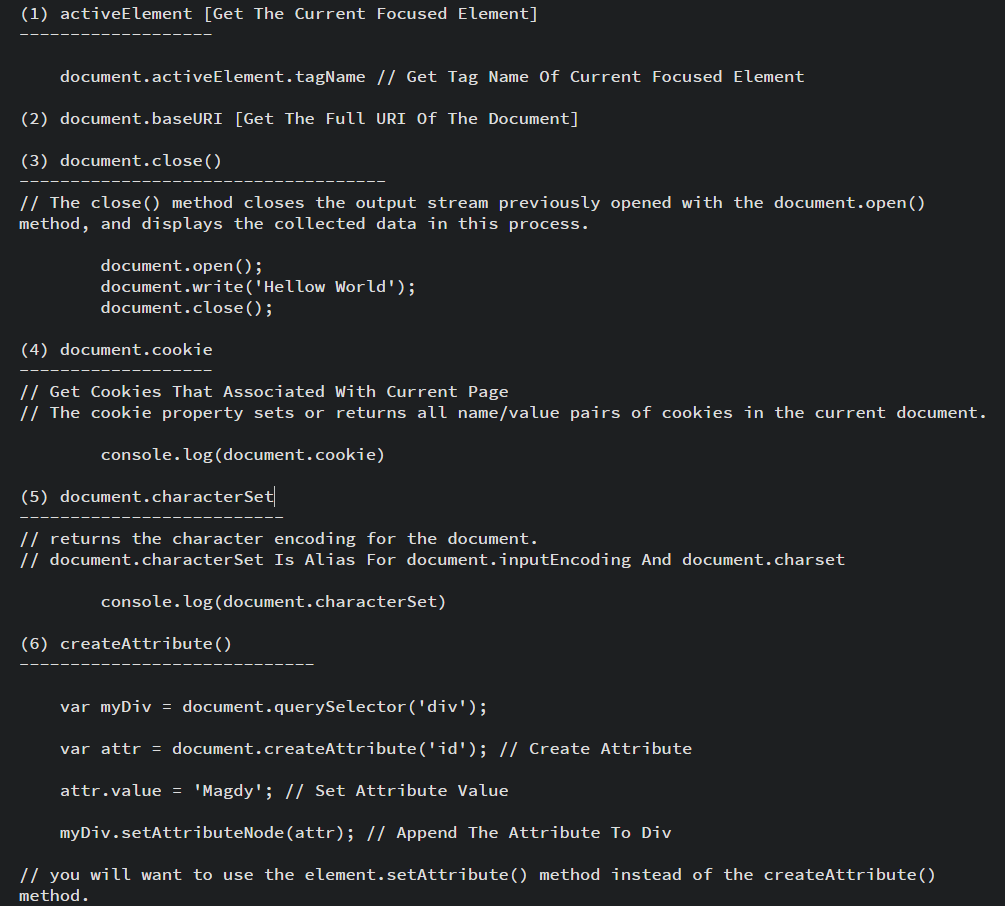 (1) activeElement [Get The Current Focused Element]
-------------------
document.activeElement.tagName // Get Tag Name Of Current Focused Element
(2) document.baseURI [Get The Full URI Of The Document]
(3) document.close()
------------------------------------
// The close() method closes the output stream previously opened with the document.open()
method, and displays the collected data in this process.
document.open();
document.write('Hellow World');
document.close();
(4) document.cookie
-------------------
// Get Cookies That Associated With Current Page
// The cookie property sets or returns all name/value pairs of cookies in the current document.
console.log(document.cookie)
(5) document.characterSet
--------------------------
// returns the character encoding for the document.
// document.characterSet Is Alias For document.inputEncoding And document.charset
console.log(document.characterSet)
(6) createAttribute()
-----------------------------
var myDiv = document.querySelector('div');
var attr = document.createAttribute('id'); // Create Attribute
attr.value = 'Magdy'; // Set Attribute Value
myDiv.setAttributeNode(attr); // Append The Attribute To Div
// you will want to use the element.setAttribute() method instead of the createAttribute()
method.